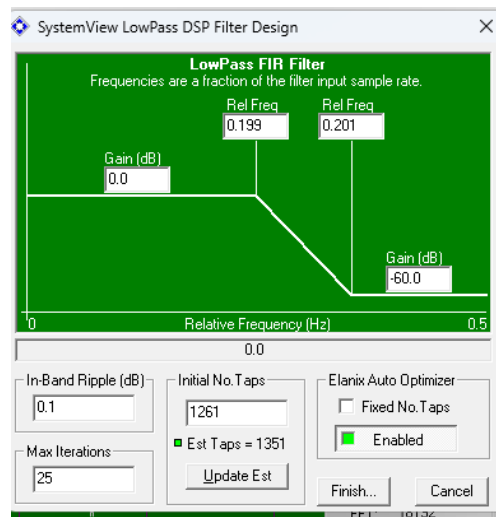 SystemView LowPass DSP Filter Design
LowPass FIR Filter
Frequencies are a fraction of the filter input sample rate.
Rel Freq
Rel Freq
0.199
0.201
Gain (dB)
0.0
Gain (dB)
-60.0
0
Relative Frequency (Hz)
0.5
0.0
In-Band Ripple (dB)
0.1
Max Iterations
25
Initial No.Taps
1261
Est Taps = 1351
Update Est
Elanix Auto Optimizer
Fixed No.Taps
Enabled
Finish...
Cancel